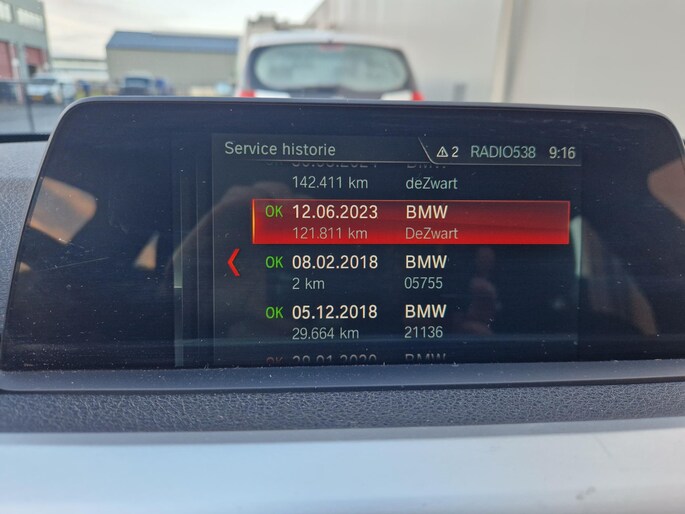 Service historie
⚠ 2 RADIO538 9:16
142.411 km deZwart
OK 12.06.2023 BMW
121.811 km DeZwart
OK 08.02.2018 BMW
2 km 05755
OK 05.12.2018 BMW
29.664 km 21136
BMW